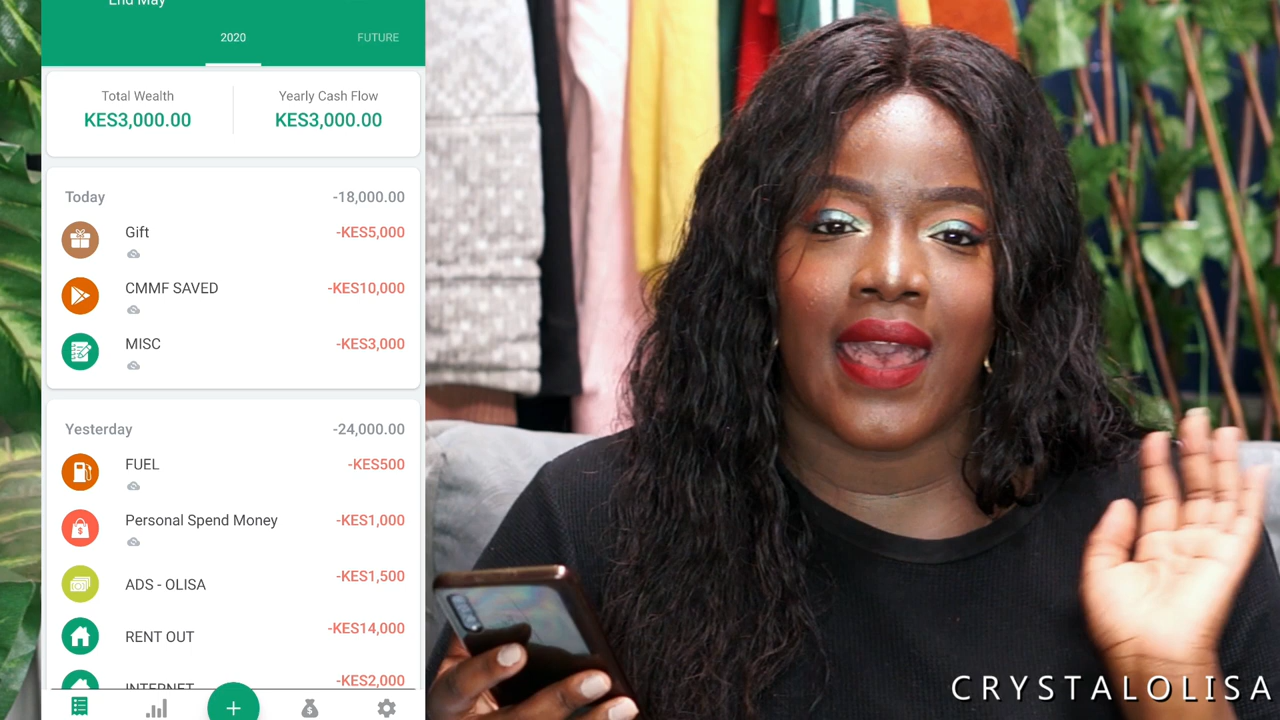 End May
2020
FUTURE
Total Wealth
Yearly Cash Flow
KES3,000.00
KES3,000.00
Today
-18,000.00
Gift
-KES5,000
CMMF SAVED
-KES10,000
MISC
-KES3,000
Yesterday
-24,000.00
FUEL
-KES500
Personal Spend Money
-KES1,000
ADS - OLISA
-KES1,500
RENT OUT
-KES14,000
INTERNET
-KES2,000
CRYSTALOLISA